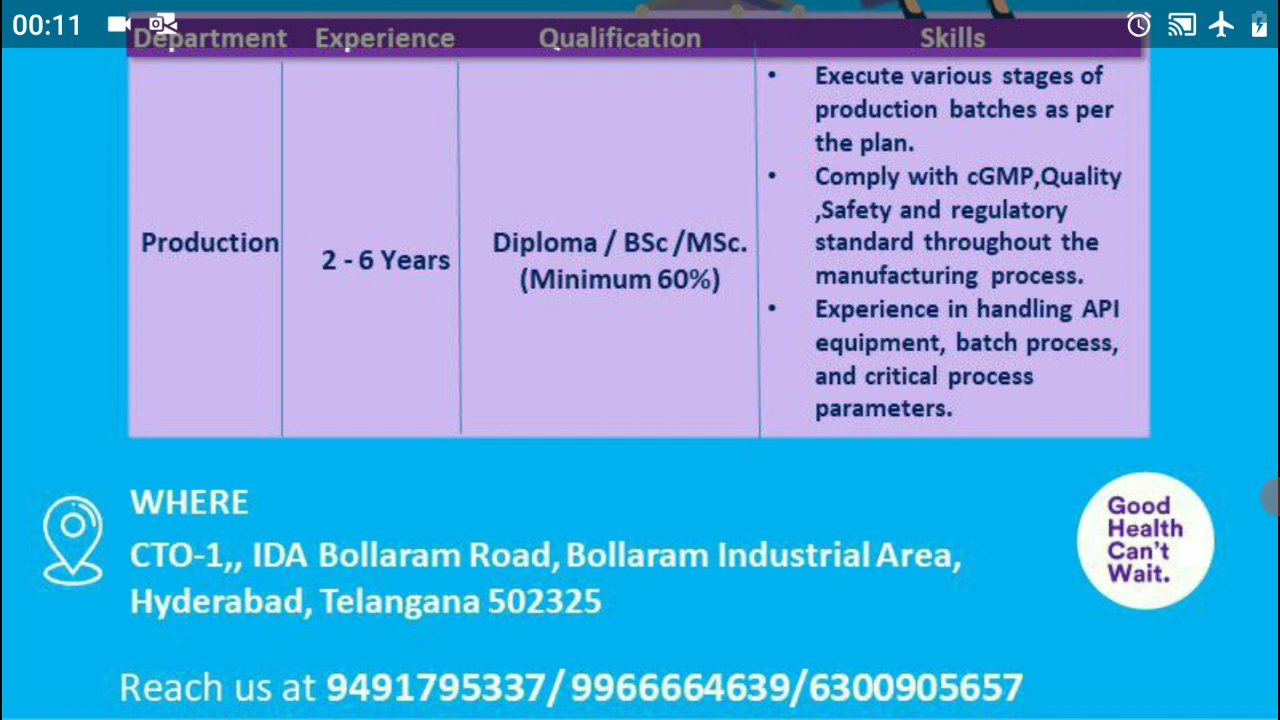 00:11
Department Experience Qualification Skills
• Execute various stages of
production batches as per
the plan.
• Comply with cGMP,Quality
,Safety and regulatory
standard throughout the
manufacturing process.
• Experience in handling API
equipment, batch process,
and critical process
parameters.
Production
2 - 6 Years
Diploma / BSc /MSc.
(Minimum 60%)
WHERE
CTO-1,, IDA Bollaram Road, Bollaram Industrial Area,
Hyderabad, Telangana 502325
Good
Health
Can't
Wait.
Reach us at 9491795337/ 9966664639/6300905657